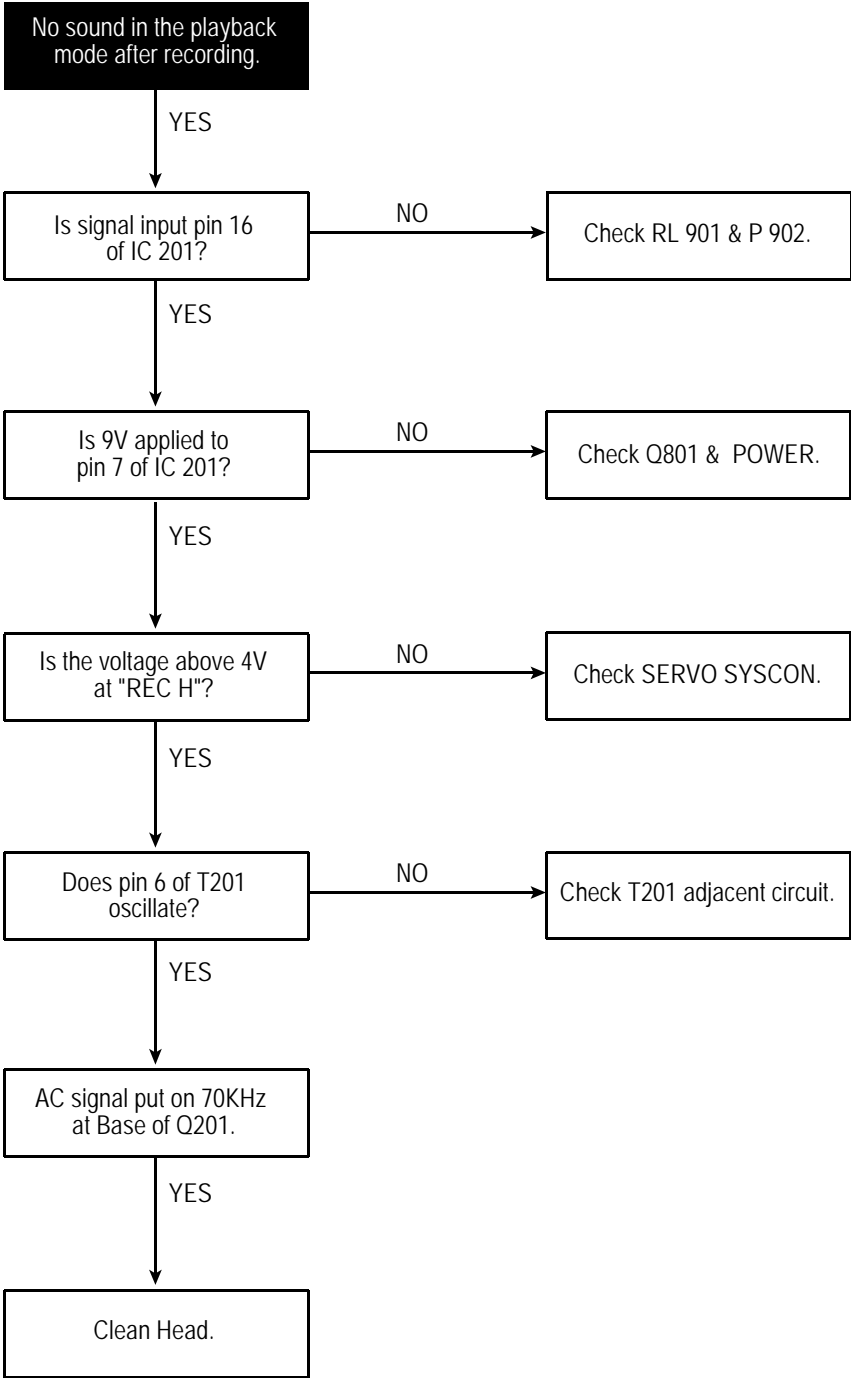 No sound in the playback
mode after recording.
YES
Is signal input pin 16
of IC 201?
NO
Check RL 901 & P 902.
YES
Is 9V applied to
pin 7 of IC 201?
NO
Check Q801 &  POWER.
YES
Is the voltage above 4V
at "REC H"?
NO
Check SERVO SYSCON.
YES
Does pin 6 of T201
oscillate?
NO
Check T201 adjacent circuit.
YES
AC signal put on 70KHz
at Base of Q201.
YES
Clean Head.